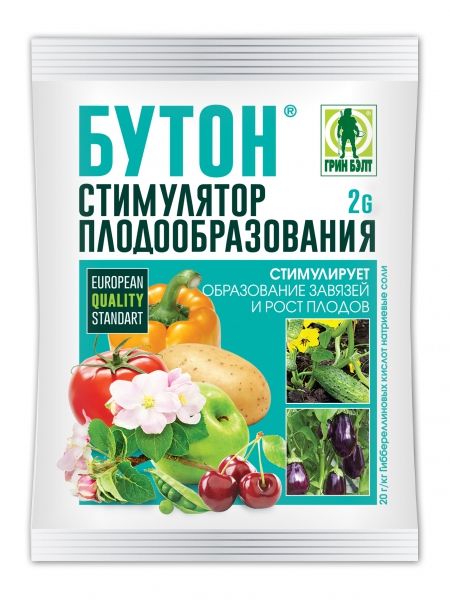 БУТОН®
ГРИН БЭЛТ
СТИМУЛЯТОР
2G
ПЛОДООБРАЗОВАНИЯ
EUROPEAN
QUALITY
STANDART
СТИМУЛИРУЕТ
ОБРАЗОВАНИЕ ЗАВЯЗЕЙ
И РОСТ ПЛОДОВ
20 г/кг Гиббереллиновых кислот натриевые соли